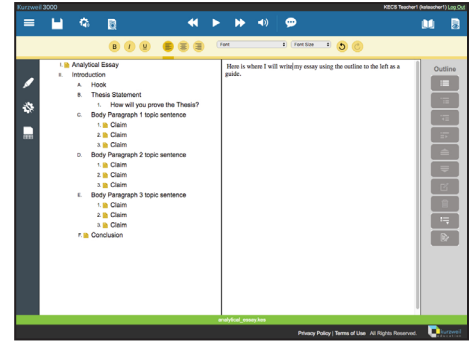 Kurzweil 3000
KECS Teacher1 (keteacher1) Log Out
B I U
Font
Font Size
I. Analytical Essay
II. Introduction
A. Hook
B. Thesis Statement
1. How will you prove the Thesis?
C. Body Paragraph 1 topic sentence
1. Claim
2. Claim
3. Claim
D. Body Paragraph 2 topic sentence
1. Claim
2. Claim
3. Claim
E. Body Paragraph 3 topic sentence
1. Claim
2. Claim
3. Claim
F. Conclusion
Here is where I will write my essay using the outline to the left as a
guide.
Outline
analytical_essay.kes
Privacy Policy | Terms of Use All Rights Reserved.
kurzweil
education